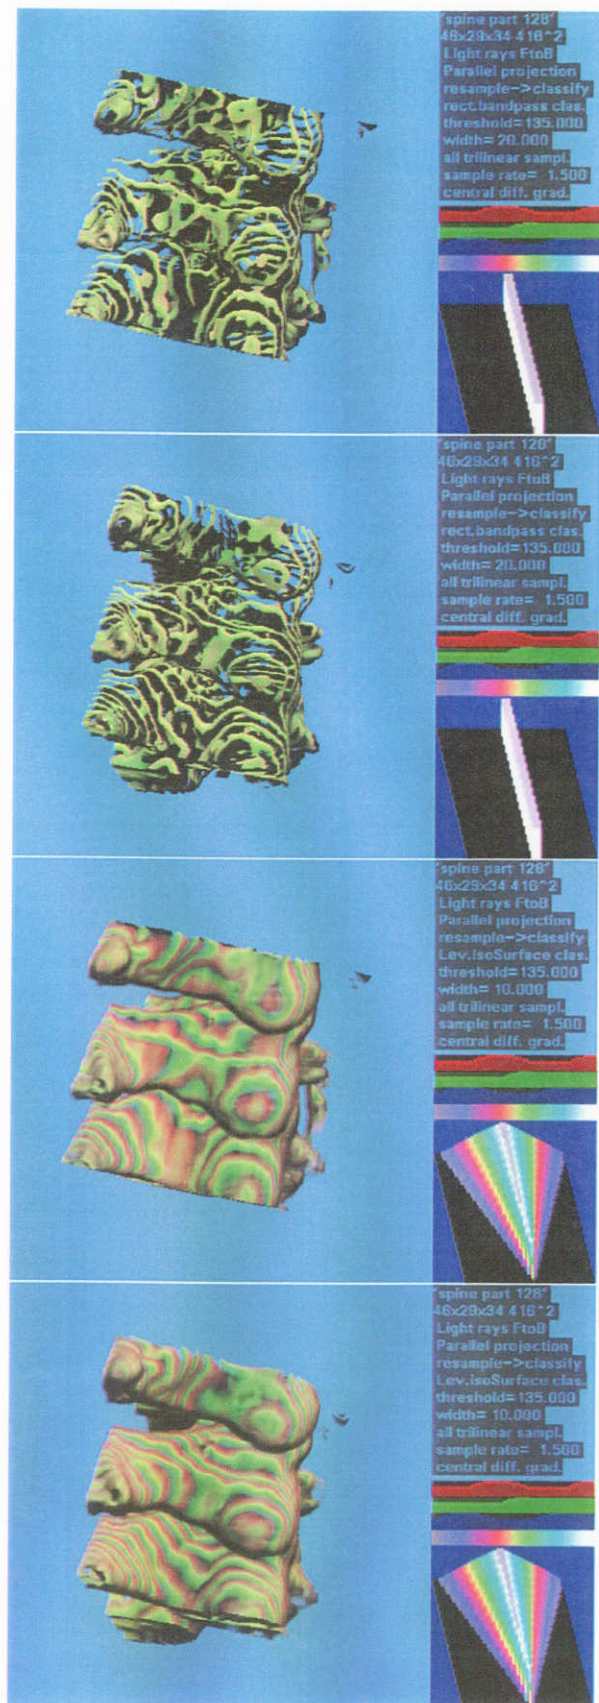 'spine part 128'
46x29x34 416^2
Light rays FtoB
Parallel projection
resample->classify
rect.bandpass clas.
threshold=135.000
width= 20.000
all trilinear sampl.
sample rate= 1.500
central diff. grad.
'spine part 128'
46x29x34 416^2
Light rays FtoB
Parallel projection
resample->classify
rect.bandpass clas.
threshold=135.000
width= 20.000
all trilinear sampl.
sample rate= 1.500
central diff. grad.
'spine part 128'
46x29x34 416^2
Light rays FtoB
Parallel projection
resample->classify
Lev.isoSurface clas.
threshold=135.000
width= 10.000
all trilinear sampl.
sample rate= 1.500
central diff. grad.
'spine part 128'
46x29x34 416^2
Light rays FtoB
Parallel projection
resample->classify
Lev.isoSurface clas.
threshold=135.000
width= 10.000
all trilinear sampl.
sample rate= 1.500
central diff. grad.